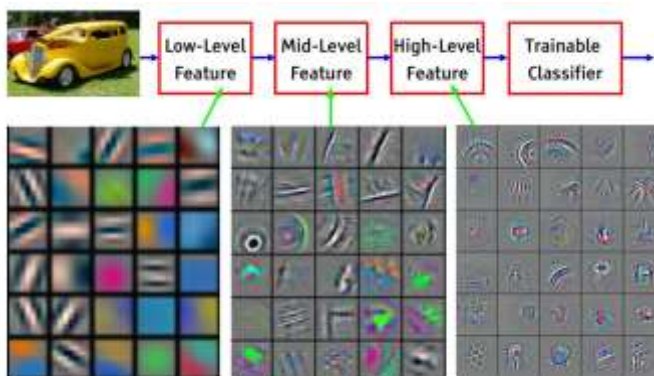 Low-Level
Feature
Mid-Level
Feature
High-Level
Feature
Trainable
Classifier